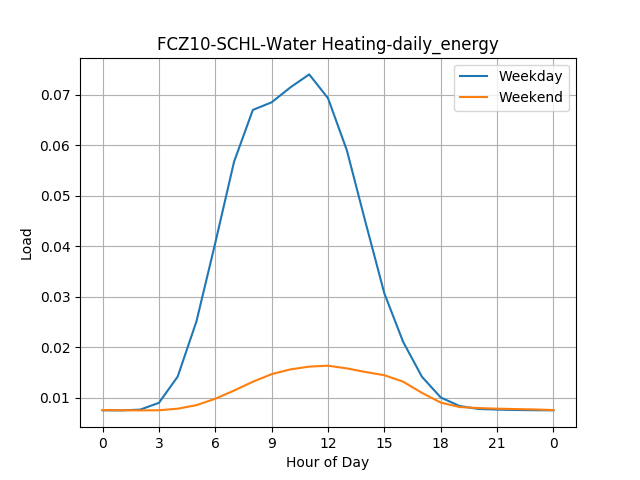 FCZ10-SCHL-Water Heating-daily_energy
Weekday
Weekend
0.07
0.06
0.05
0.04
0.03
0.02
0.01
Load
0 3 6 9 12 15 18 21 0
Hour of Day